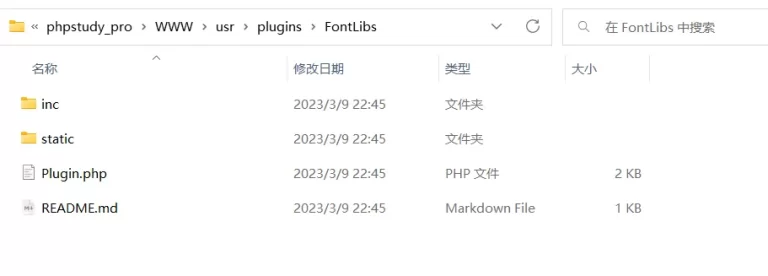 « phpstudy_pro › WWW › usr › plugins › FontLibs 在 FontLibs 中搜索
名称 修改日期 类型 大小
inc 2023/3/9 22:45 文件夹
static 2023/3/9 22:45 文件夹
Plugin.php 2023/3/9 22:45 PHP 文件 2 KB
README.md 2023/3/9 22:45 Markdown File 1 KB